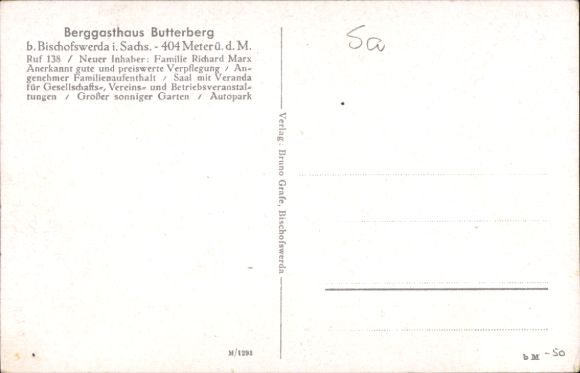 Berggasthaus Butterberg
b. Bischofswerda i. Sachs. - 404 Meter ü. d. M.
Ruf 138 / Neuer Inhaber: Familie Richard Marx
Anerkannt gute und preiswerte Verpflegung / An-
genehmer Familienaufenthalt / Saal mit Veranda
für Gesellschafts-, Vereins- und Betriebsveranstal-
tungen / Großer sonniger Garten / Autopark
Sa
Verlag: Bruno Grafe, Bischofswerda
M/1293
b M -50